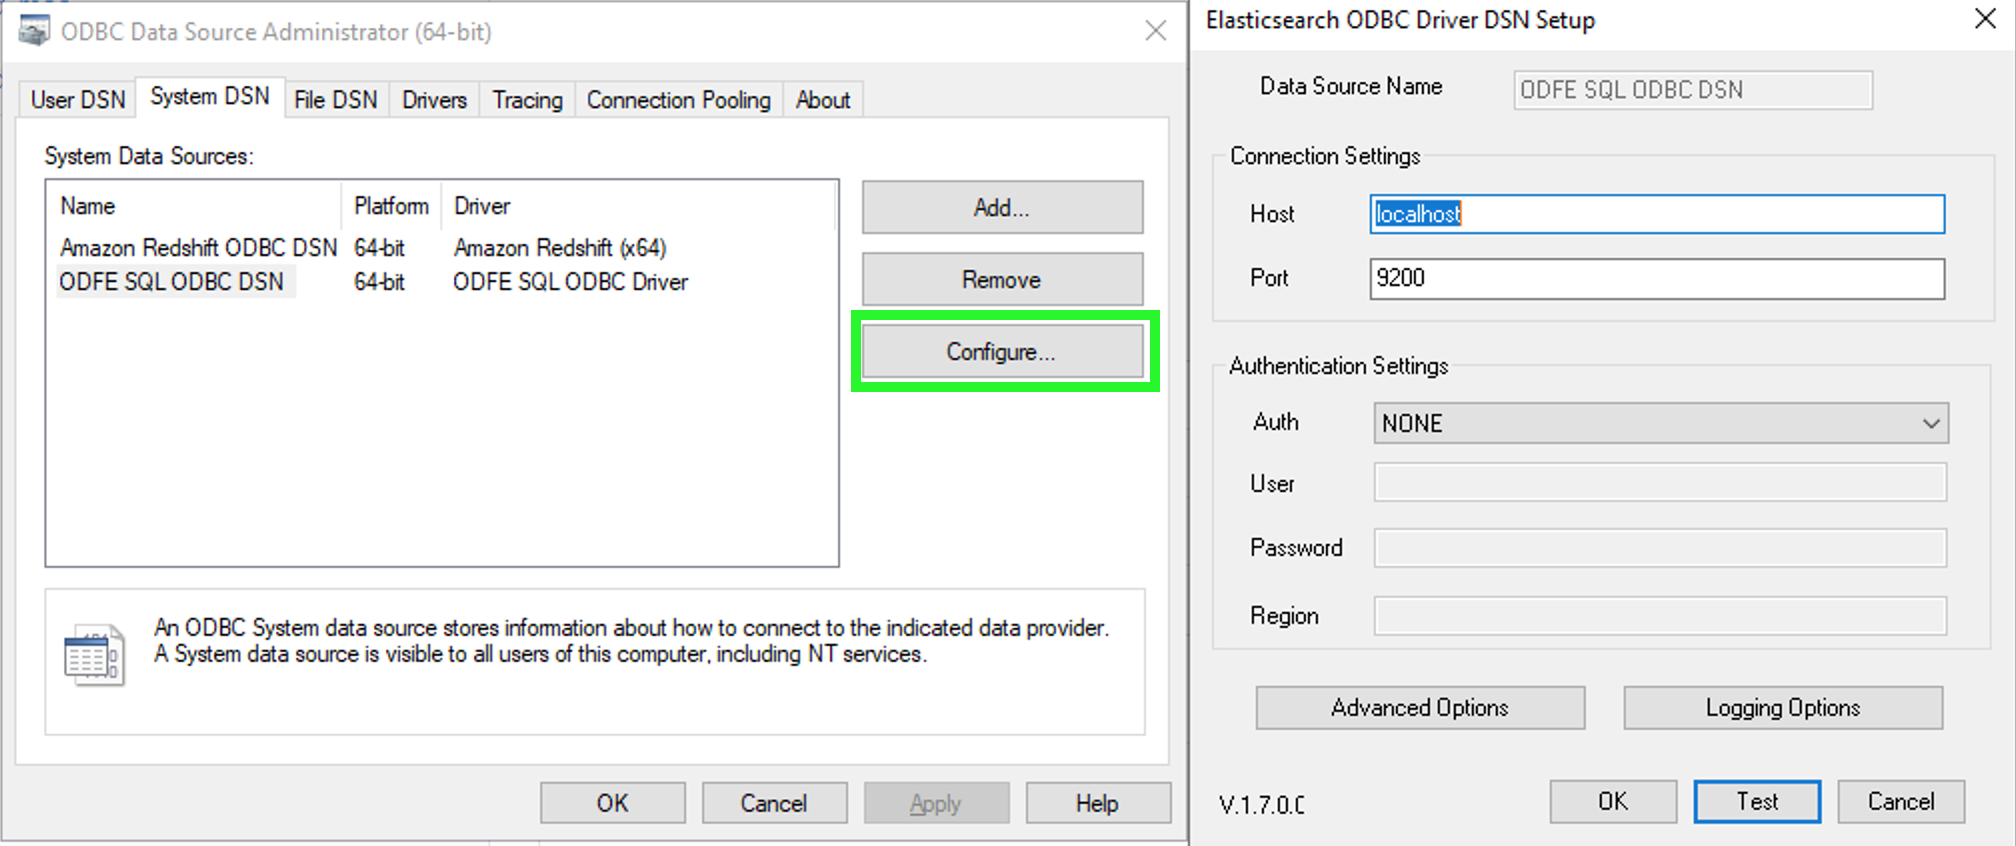 ODBC Data Source Administrator (64-bit)
User DSN System DSN File DSN Drivers Tracing Connection Pooling About
System Data Sources:
Name Platform Driver
Amazon Redshift ODBC DSN 64-bit Amazon Redshift (x64)
ODFE SQL ODBC DSN 64-bit ODFE SQL ODBC Driver
Add...
Remove
Configure...
An ODBC System data source stores information about how to connect to the indicated data provider.
A System data source is visible to all users of this computer, including NT services.
OK Cancel Apply Help
Elasticsearch ODBC Driver DSN Setup
Data Source Name ODFE SQL ODBC DSN
Connection Settings
Host localhost
Port 9200
Authentication Settings
Auth NONE
User
Password
Region
Advanced Options Logging Options
OK Test Cancel